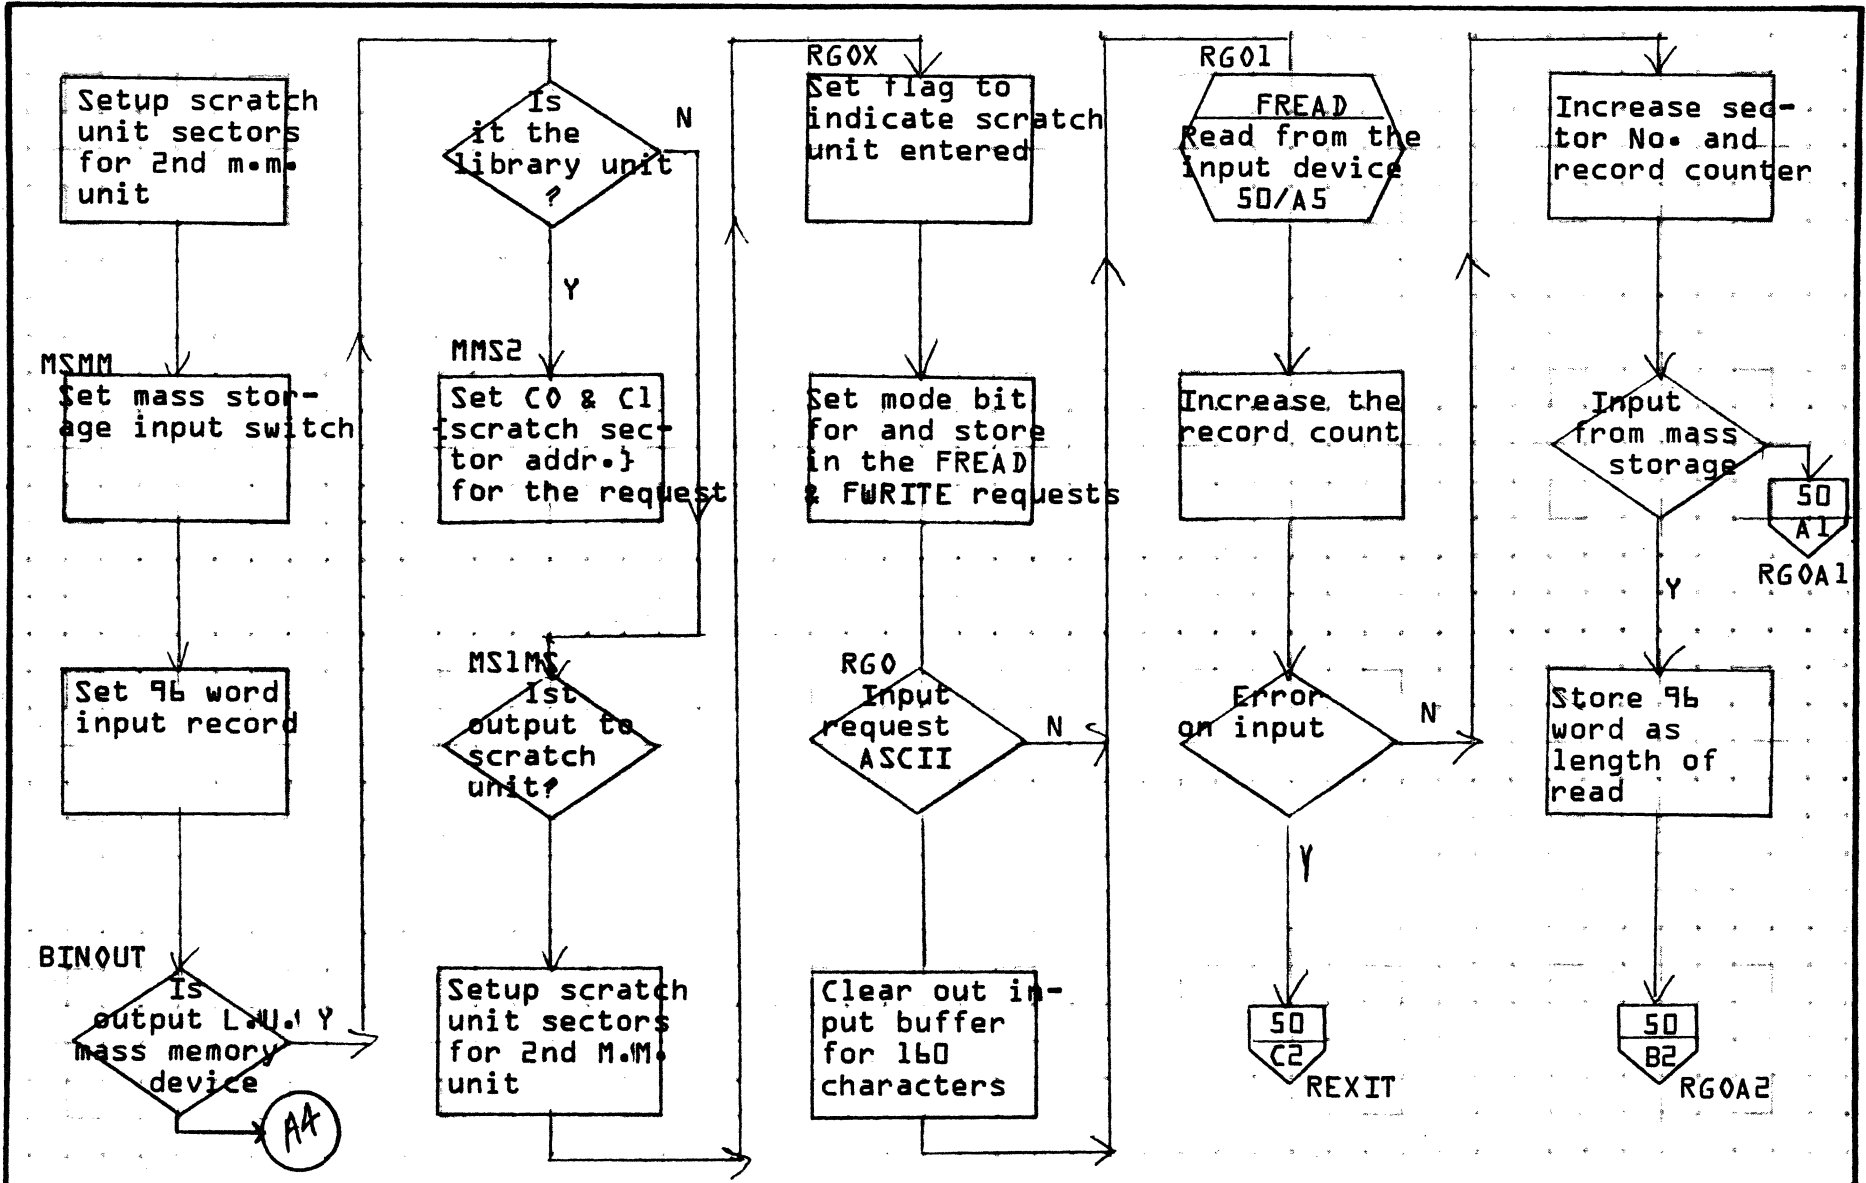 Setup scratch
unit sectors
for 2nd m.m.
unit
MSMM
Set mass stor-
age input switch
Set 96 word
input record
BINOUT
Is
output L.U. Y
mass memory
device
A4
Is
it the
library unit
?
N
Y
MMS2
Set C0 & C1
{scratch sec-
tor addr.}
for the request
MS1MS
Ist
output to
scratch
unit?
Setup scratch
unit sectors
for 2nd M.M.
unit
RGOX
Set flag to
indicate scratch
unit entered
Set mode bit
for and store
in the FREAD
& FWRITE requests
RGO
Input
request
ASCII
N
Clear out in-
put buffer
for 160
characters
RGO1
FREAD
Read from the
input device
50/A5
Increase the
record count
Error
on input
N
Y
50
C2
REXIT
Increase sec-
tor No. and
record counter
Input
from mass
storage
50
A1
RGOA1
Y
Store 96
word as
length of
read
50
B2
RGOA2